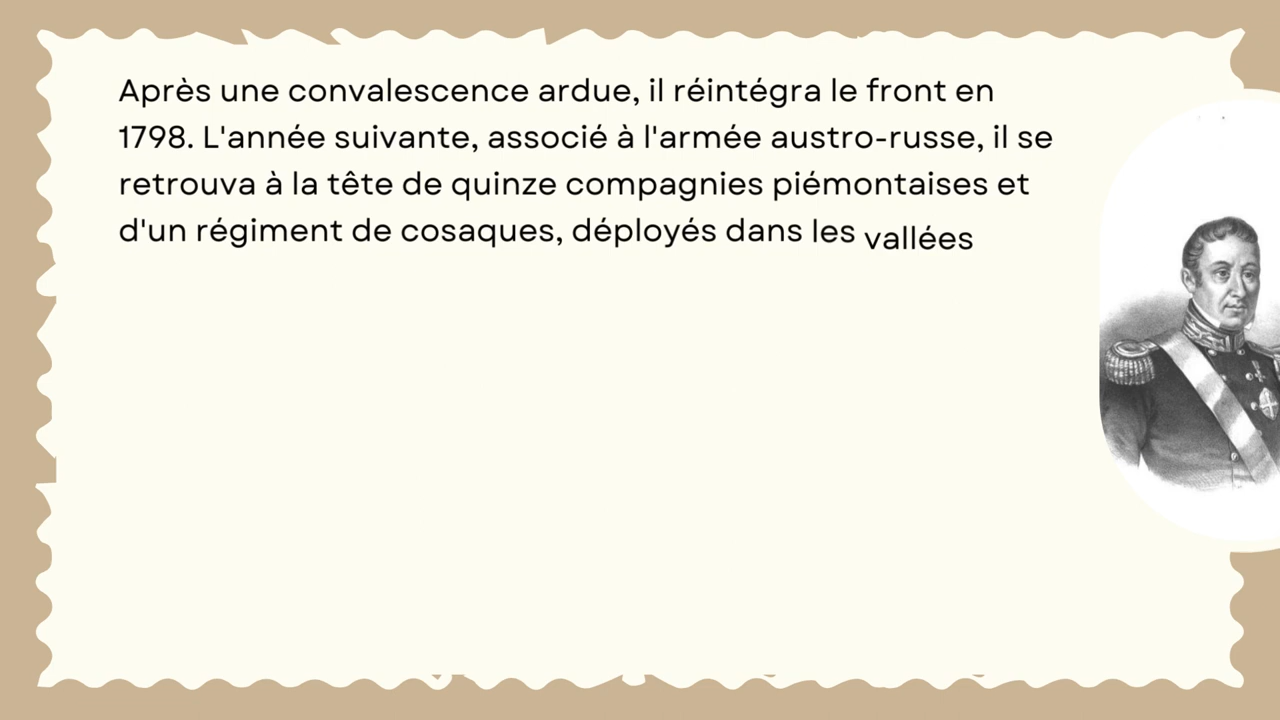 Après une convalescence ardue, il réintégra le front en
1798. L'année suivante, associé à l'armée austro-russe, il se
retrouva à la tête de quinze compagnies piémontaises et
d'un régiment de cosaques, déployés dans les vallées